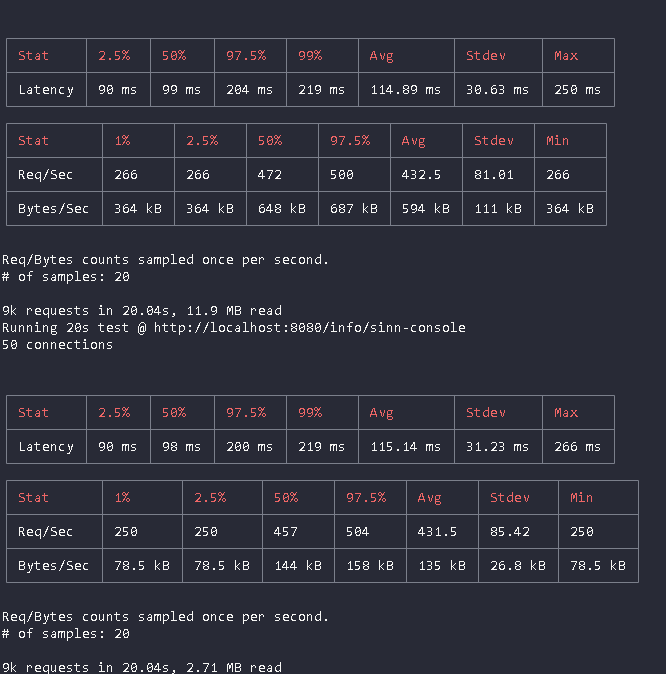 Stat 2.5% 50% 97.5% 99% Avg Stdev Max
Latency 90 ms 99 ms 204 ms 219 ms 114.89 ms 30.63 ms 250 ms
Stat 1% 2.5% 50% 97.5% Avg Stdev Min
Req/Sec 266 266 472 500 432.5 81.01 266
Bytes/Sec 364 kB 364 kB 648 kB 687 kB 594 kB 111 kB 364 kB
Req/Bytes counts sampled once per second.
# of samples: 20
9k requests in 20.04s, 11.9 MB read
Running 20s test @ http://localhost:8080/info/sinn-console
50 connections
Stat 2.5% 50% 97.5% 99% Avg Stdev Max
Latency 90 ms 98 ms 200 ms 219 ms 115.14 ms 31.23 ms 266 ms
Stat 1% 2.5% 50% 97.5% Avg Stdev Min
Req/Sec 250 250 457 504 431.5 85.42 250
Bytes/Sec 78.5 kB 78.5 kB 144 kB 158 kB 135 kB 26.8 kB 78.5 kB
Req/Bytes counts sampled once per second.
# of samples: 20
9k requests in 20.04s, 2.71 MB read